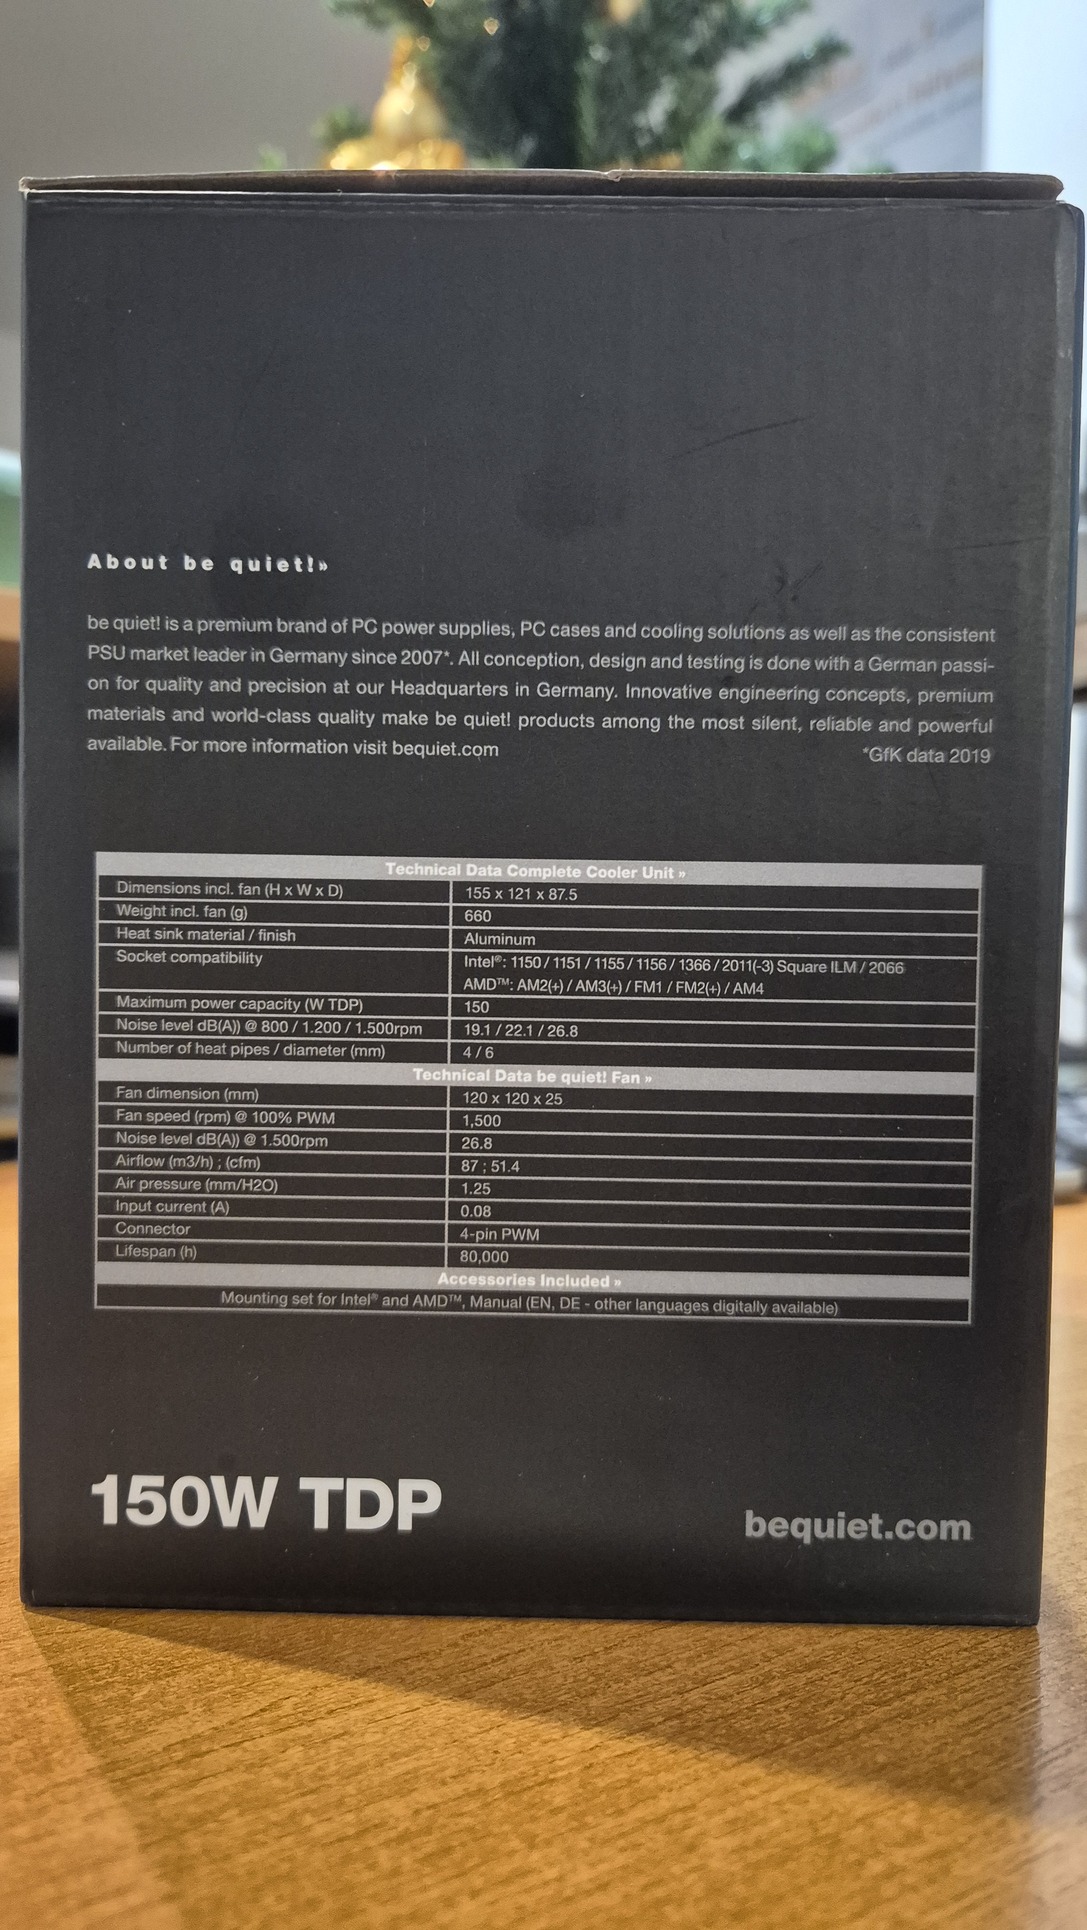 About be quiet!»
be quiet! is a premium brand of PC power supplies, PC cases and cooling solutions as well as the consistent
PSU market leader in Germany since 2007*. All conception, design and testing is done with a German passi-
on for quality and precision at our Headquarters in Germany. Innovative engineering concepts, premium
materials and world-class quality make be quiet! products among the most silent, reliable and powerful
available. For more information visit bequiet.com *GfK data 2019
Technical Data Complete Cooler Unit »
Dimensions incl. fan (H x W x D) 155 x 121 x 87.5
Weight incl. fan (g) 660
Heat sink material / finish Aluminum
Socket compatibility Intel®: 1150 / 1151 / 1155 / 1156 / 1366 / 2011(-3) Square ILM / 2066
AMD™: AM2(+) / AM3(+) / FM1 / FM2(+) / AM4
Maximum power capacity (W TDP) 150
Noise level dB(A)) @ 800 / 1.200 / 1.500rpm 19.1 / 22.1 / 26.8
Number of heat pipes / diameter (mm) 4 / 6
Technical Data be quiet! Fan »
Fan dimension (mm) 120 x 120 x 25
Fan speed (rpm) @ 100% PWM 1,500
Noise level dB(A)) @ 1.500rpm 26.8
Airflow (m3/h) ; (cfm) 87 ; 51.4
Air pressure (mm/H2O) 1.25
Input current (A) 0.08
Connector 4-pin PWM
Lifespan (h) 80,000
Accessories Included »
Mounting set for Intel® and AMD™, Manual (EN, DE - other languages digitally available)
150W TDP
bequiet.com